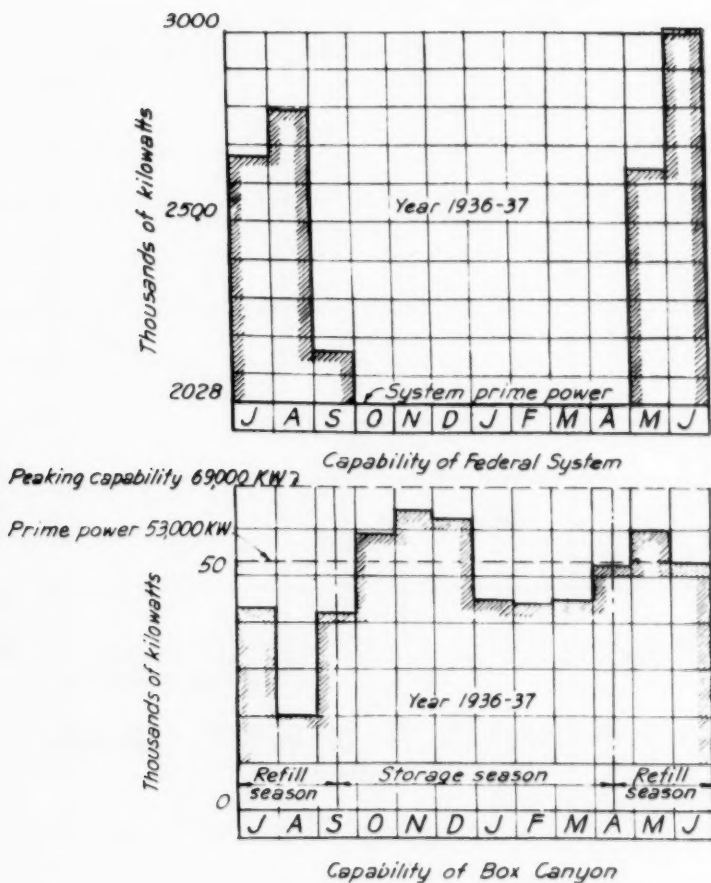 3000
Thousands of kilowatts
2500
Year 1936-37
2028
System prime power
J A S O N D J F M A M J
Capability of Federal System
Peaking capability 69,000 KW
Prime power 53,000 KW
50
Thousands of kilowatts
Year 1936-37
Refill season
Storage season
Refill season
0
J A S O N D J F M A M J
Capability of Box Canyon